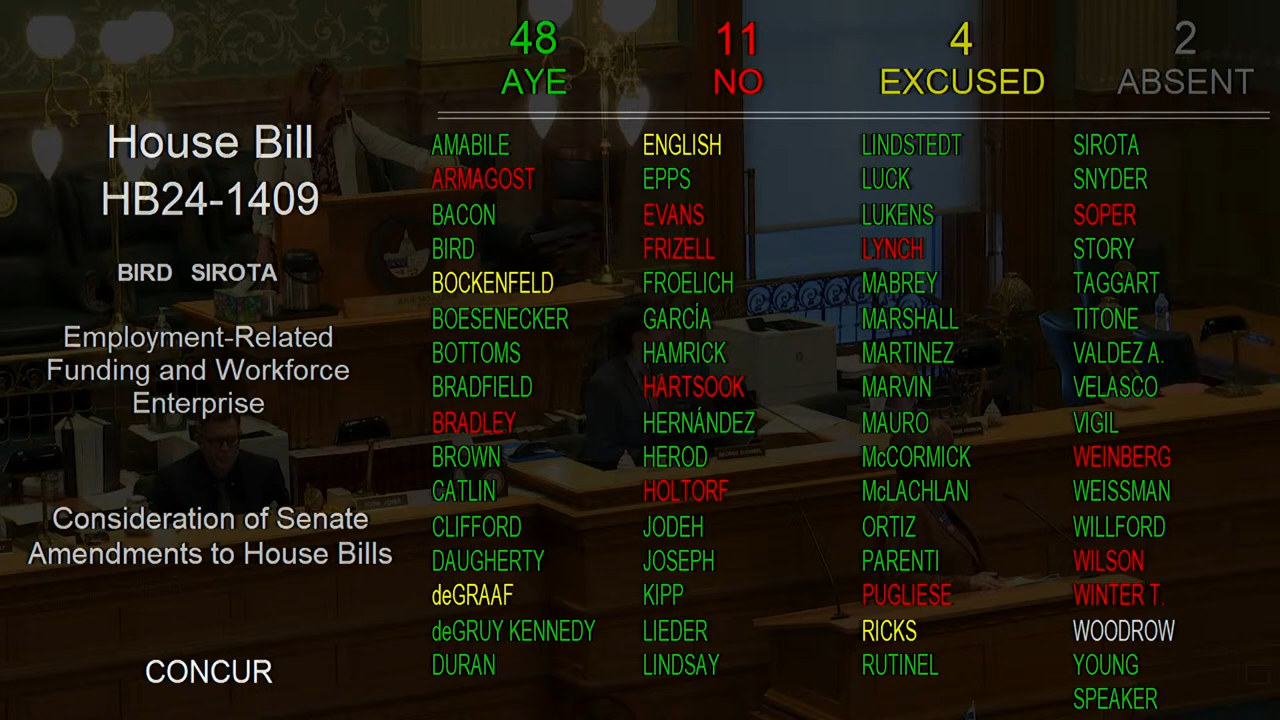 48 11 4 2
AYE NO EXCUSED ABSENT
House Bill
HB24-1409
BIRD SIROTA
Employment-Related
Funding and Workforce
Enterprise
Consideration of Senate
Amendments to House Bills
CONCUR
AMABILE
ARMAGOST
BACON
BIRD
BOCKENFELD
BOESENECKER
BOTTOMS
BRADFIELD
BRADLEY
BROWN
CATLIN
CLIFFORD
DAUGHERTY
deGRAAF
deGRUY KENNEDY
DURAN
ENGLISH
EPPS
EVANS
FRIZELL
FROELICH
GARCÍA
HAMRICK
HARTSOOK
HERNÁNDEZ
HEROD
HOLTORF
JODEH
JOSEPH
KIPP
LIEDER
LINDSAY
LINDSTEDT
LUCK
LUKENS
LYNCH
MABREY
MARSHALL
MARTINEZ
MARVIN
MAURO
McCORMICK
McLACHLAN
ORTIZ
PARENTI
PUGLIESE
RICKS
RUTINEL
SIROTA
SNYDER
SOPER
STORY
TAGGART
TITONE
VALDEZ A.
VELASCO
VIGIL
WEINBERG
WEISSMAN
WILLFORD
WILSON
WINTER T.
WOODROW
YOUNG
SPEAKER